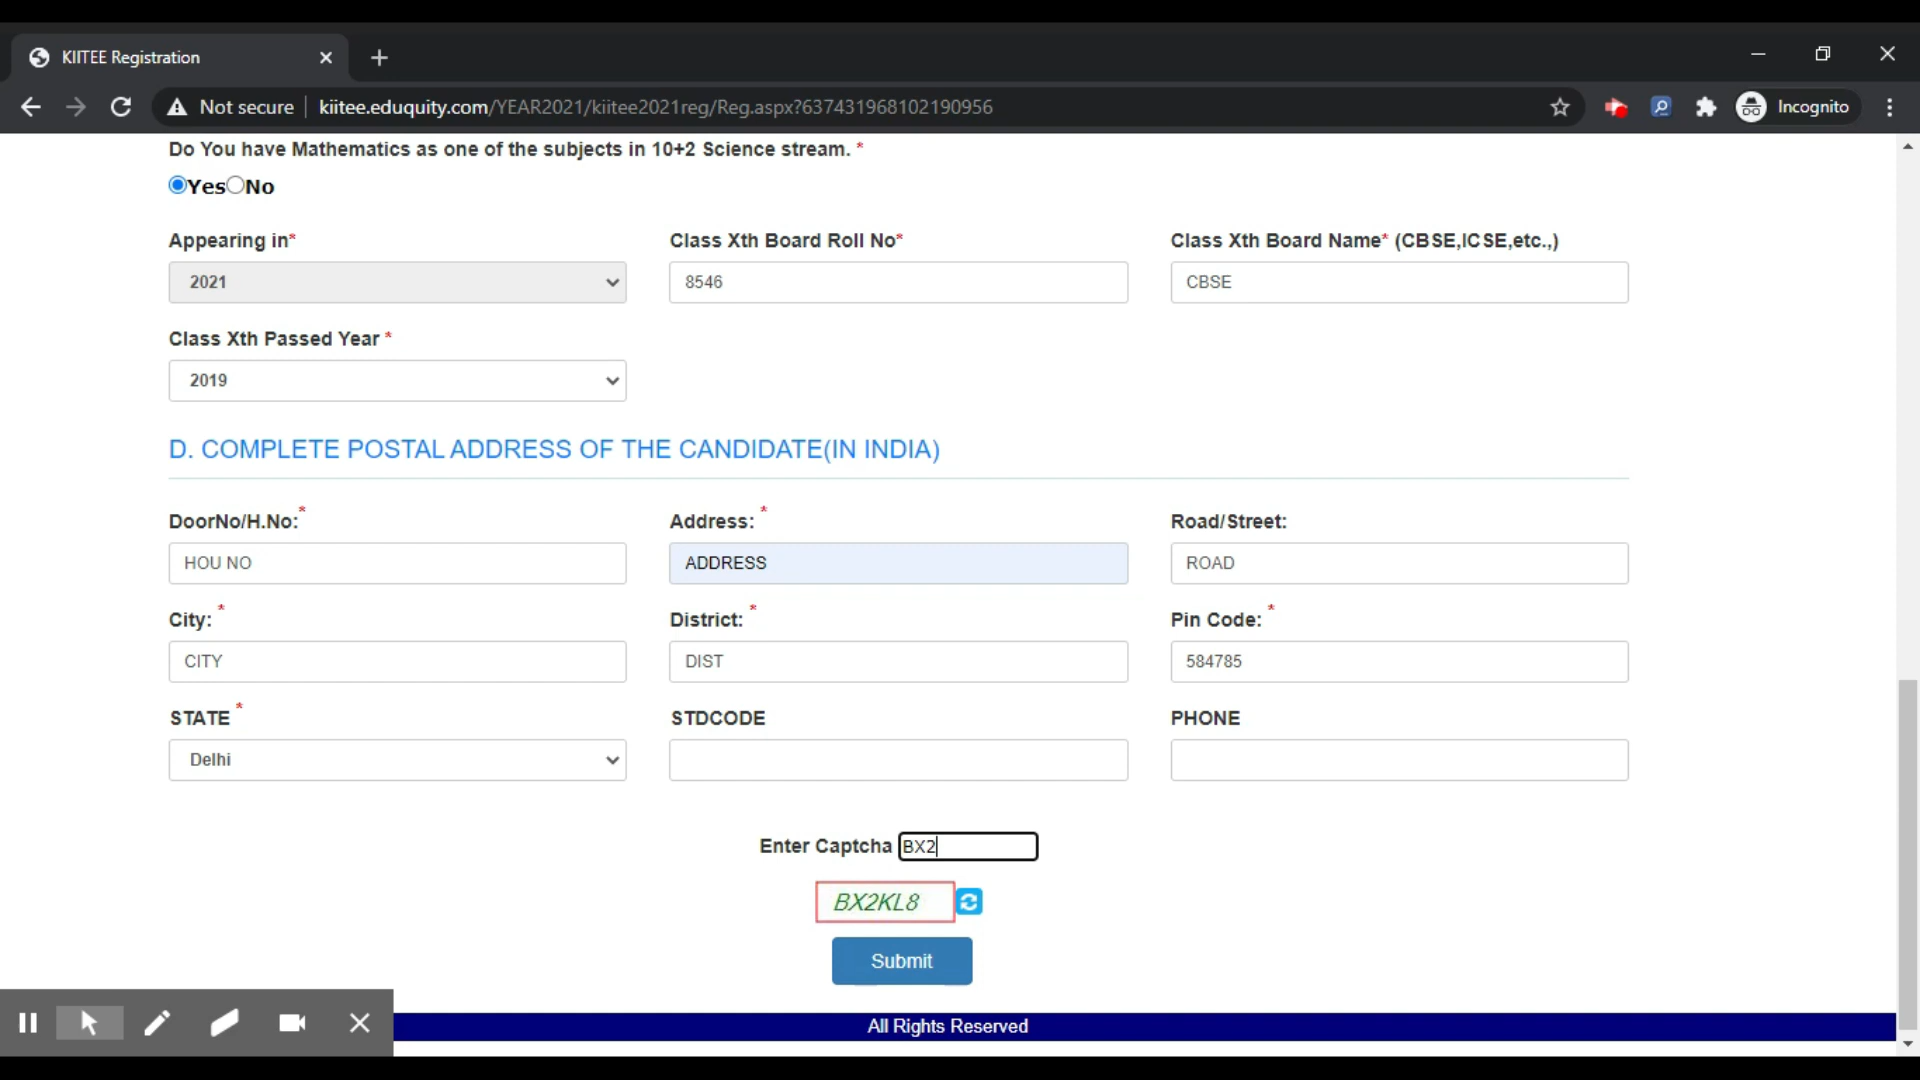 KIITEE Registration
Not secure
kiitee.eduquity.com/YEAR2021/kiitee2021reg/Reg.aspx?637431968102190956
Incognito
Do You have Mathematics as one of the subjects in 10+2 Science stream. *
Yes No
Appearing in* Class Xth Board Roll No* Class Xth Board Name* (CBSE,ICSE,etc.,)
2021 8546 CBSE
Class Xth Passed Year *
2019
D. COMPLETE POSTAL ADDRESS OF THE CANDIDATE(IN INDIA)
DoorNo/H.No:* Address: * Road/Street:
HOU NO ADDRESS ROAD
City: * District: * Pin Code: *
CITY DIST 584785
STATE * STDCODE PHONE
Delhi
Enter Captcha BX2
BX2KL8
Submit
All Rights Reserved